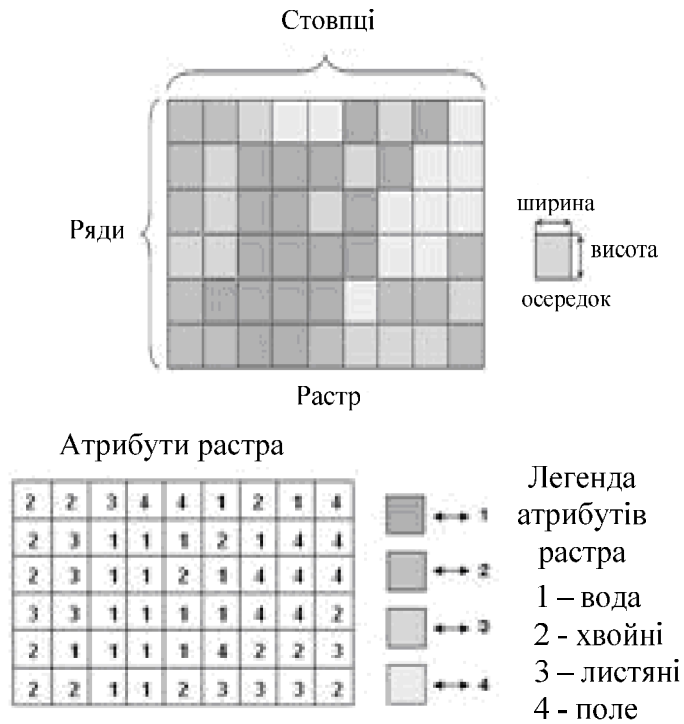 Стовпці
Ряди
ширина
висота
осередок
Растр
Атрибути растра
2 2 3 4 4 1 2 1 4
2 3 1 1 1 2 1 4 4
2 3 1 1 2 1 4 4 4
3 3 1 1 1 1 4 4 2
2 1 1 1 1 4 2 2 3
2 2 1 1 2 3 3 3 2
1
2
3
4
Легенда
атрибутів
растра
1 – вода
2 - хвойні
3 – листяні
4 - поле